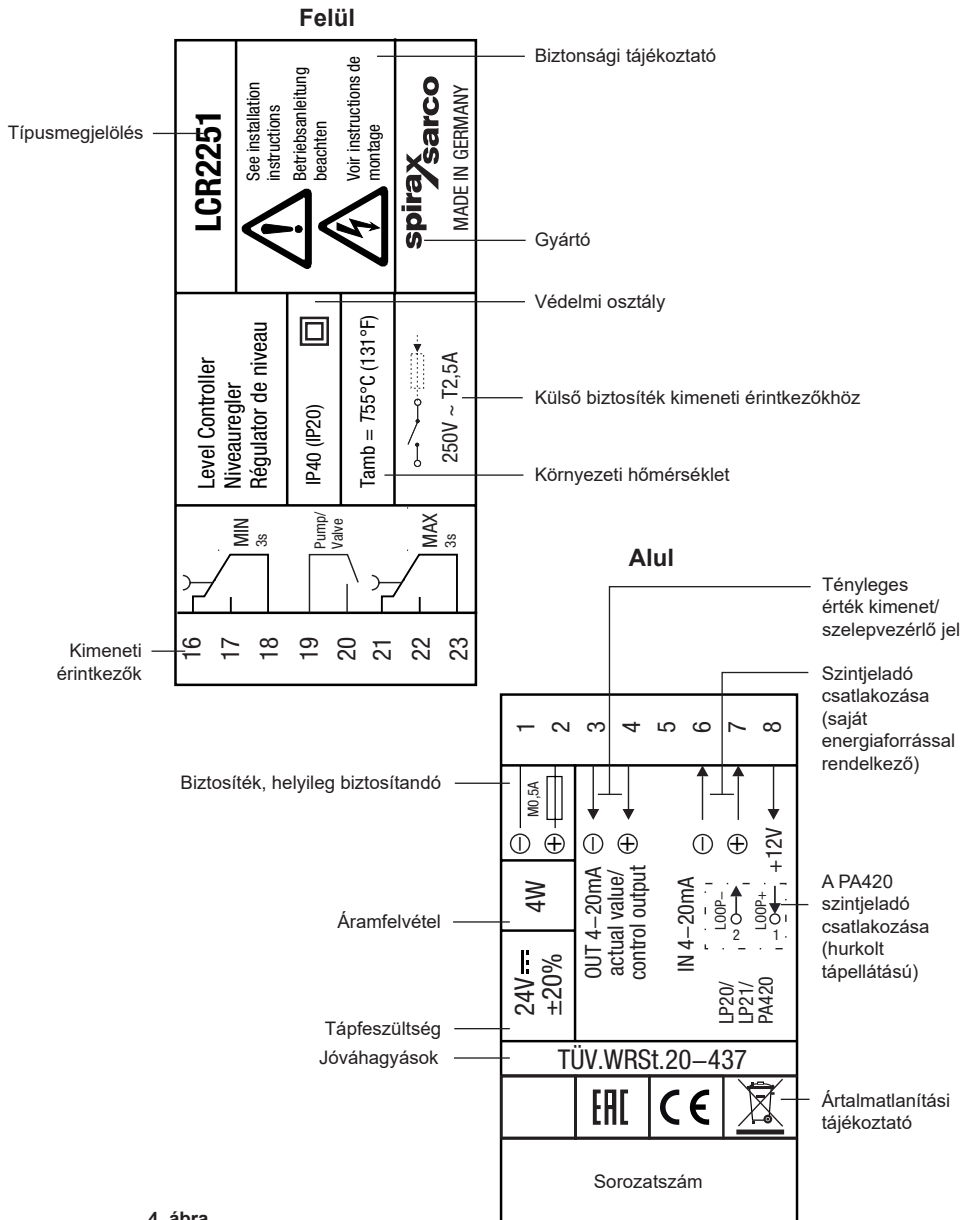 Felül
Biztonsági tájékoztató
Típusmegjelölés
LCR2251
See installation
instructions
Betriebsanleitung
beachten
Voir instructions de
montage
spirax
sarco
MADE IN GERMANY
Gyártó
Védelmi osztály
Level Controller
Niveauregler
Régulator de niveau
IP40 (IP20)
Tamb = T55°C (131°F)
250V ~ T2,5A
Külső biztosíték kimeneti érintkezőkhöz
Környezeti hőmérséklet
MIN
3s
Pump/
Valve
MAX
3s
16
17
18
19
20
21
22
23
Kimeneti
érintkezők
Alul
Tényleges
érték kimenet/
szelepvezérlő jel
Szintjeladó
csatlakozása
(saját
energiaforrással
rendelkező)
1
2
3
4
5
6
7
8
Biztosíték, helyileg biztosítandó
M0,5A
4W
Áramfelvétel
24V
±20%
Tápfeszültség
OUT 4–20mA
actual value/
control output
IN 4–20mA
+12V
LOOP–
2
LOOP+
1
LP20/
LP21/
PA420
A PA420
szintjeladó
csatlakozása
(hurkolt
tápellátású)
Jóváhagyások
TÜV.WRSt.20–437
EAC
CE
Ártalmatlanítási
tájékoztató
Sorozatszám
4. ábra